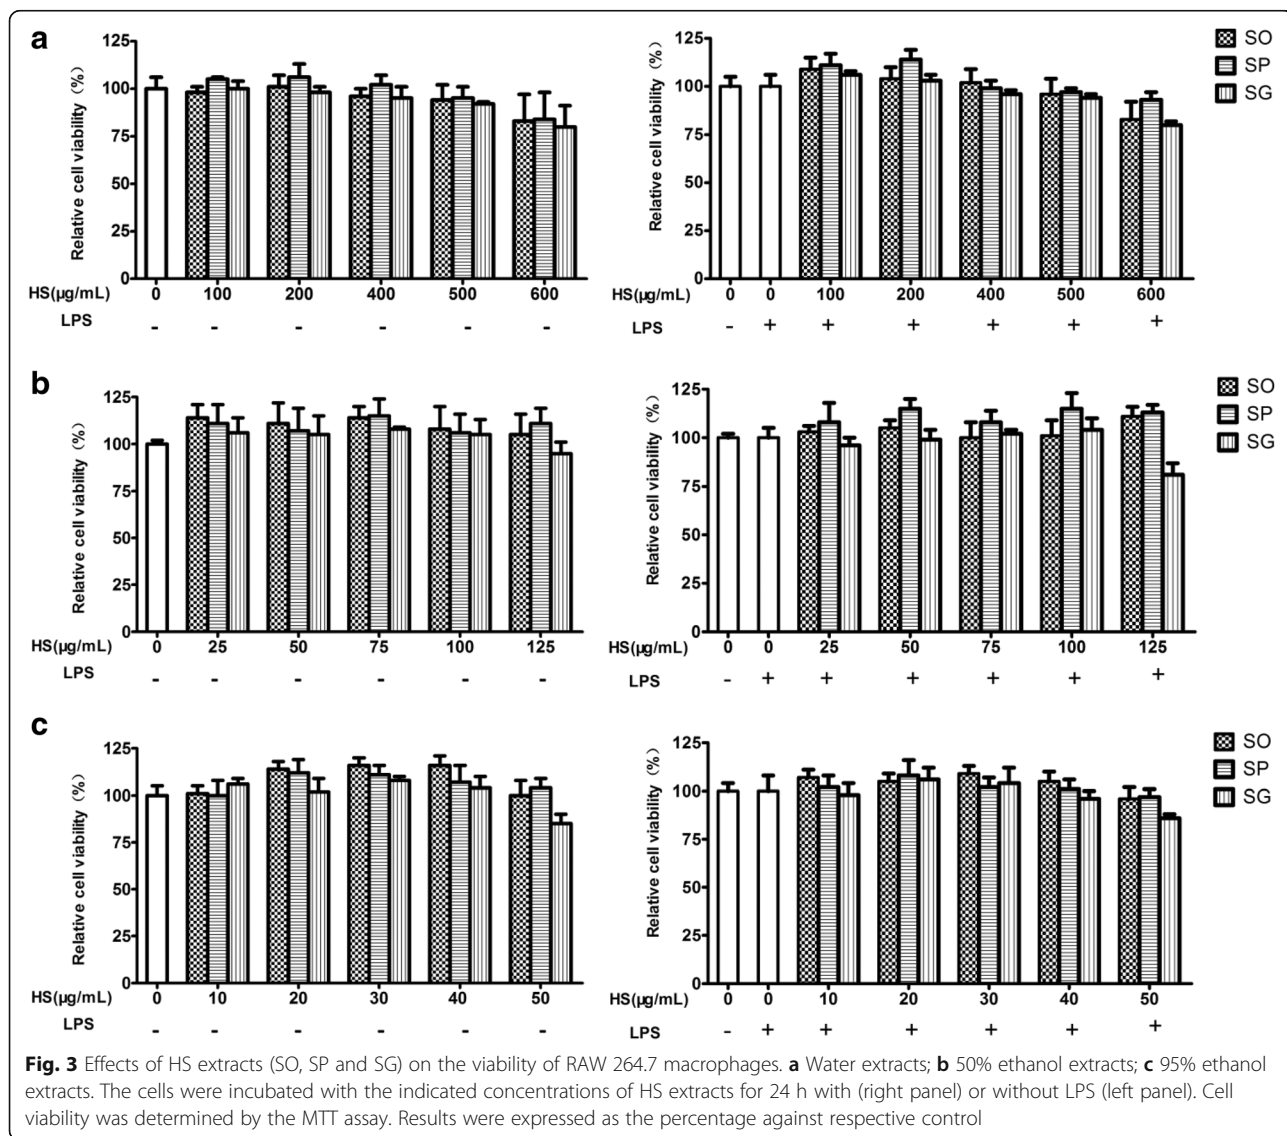 a
Relative cell viability (%)
125
100
75
50
25
0
HS(μg/mL) 0 100 200 400 500 600
LPS - - - - - -
Relative cell viability (%)
125
100
75
50
25
0
HS(μg/mL) 0 0 100 200 400 500 600
LPS - + + + + + +
SO
SP
SG
b
Relative cell viability (%)
125
100
75
50
25
0
HS(μg/mL) 0 25 50 75 100 125
LPS - - - - - -
Relative cell viability (%)
125
100
75
50
25
0
HS(μg/mL) 0 0 25 50 75 100 125
LPS - + + + + + +
SO
SP
SG
c
Relative cell viability (%)
125
100
75
50
25
0
HS(μg/mL) 0 10 20 30 40 50
LPS - - - - - -
Relative cell viability (%)
125
100
75
50
25
0
HS(μg/mL) 0 0 10 20 30 40 50
LPS - + + + + + +
SO
SP
SG
Fig. 3 Effects of HS extracts (SO, SP and SG) on the viability of RAW 264.7 macrophages. a Water extracts; b 50% ethanol extracts; c 95% ethanol
extracts. The cells were incubated with the indicated concentrations of HS extracts for 24 h with (right panel) or without LPS (left panel). Cell
viability was determined by the MTT assay. Results were expressed as the percentage against respective control